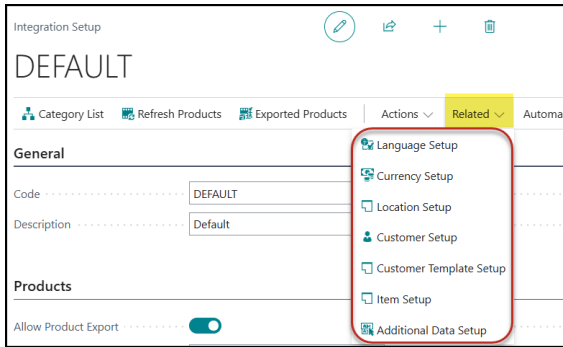 Integration Setup
DEFAULT
Category List Refresh Products Exported Products Actions Related Automa
General
Language Setup
Currency Setup
Code DEFAULT
Location Setup
Description Default
Customer Setup
Customer Template Setup
Products
Item Setup
Allow Product Export
Additional Data Setup